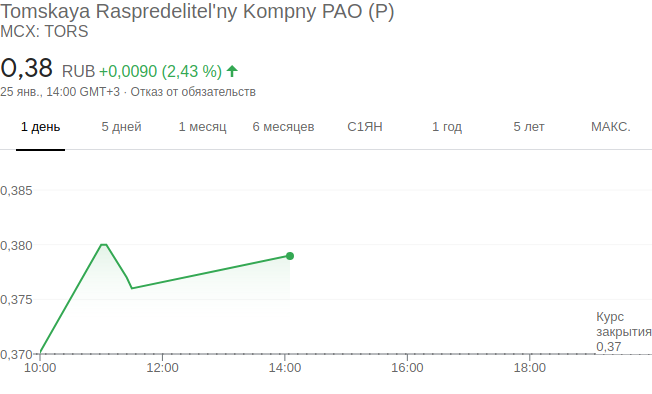 Tomskaya Raspredelitel'ny Kompny PAO (P)
MCX: TORS
0,38 RUB +0,0090 (2,43 %)
25 янв., 14:00 GMT+3 · Отказ от обязательств
1 день 5 дней 1 месяц 6 месяцев С1ЯН 1 год 5 лет МАКС.
0,385
0,380
0,375
Курс
закрытия
0,37
0,370
10:00 12:00 14:00 16:00 18:00